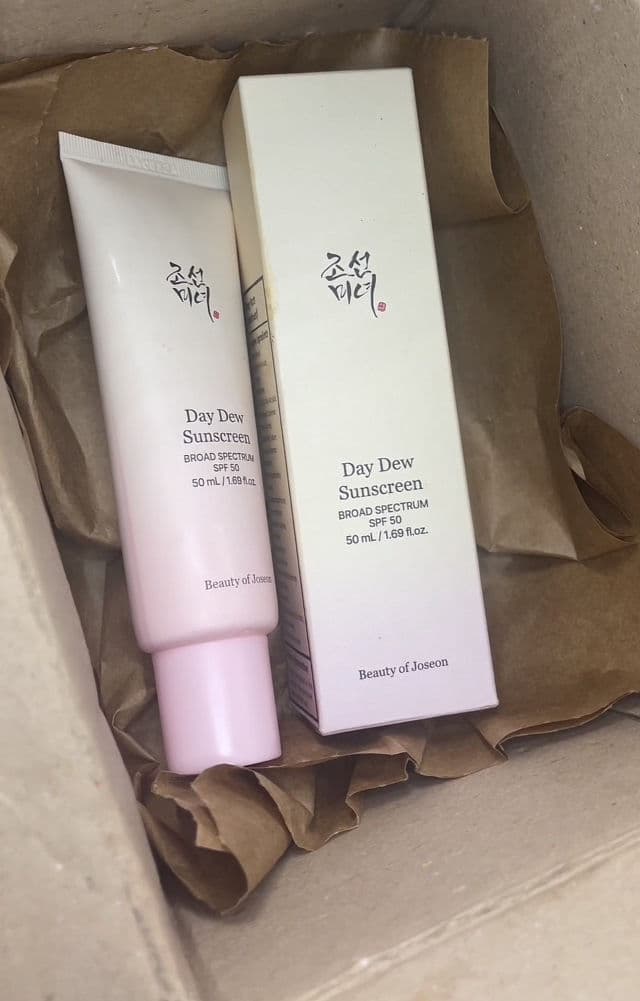 조선
미녀
Day Dew
Sunscreen
BROAD SPECTRUM
SPF 50
50 mL / 1.69 fl.oz.
Beauty of Joseon
조선
미녀
Day Dew
Sunscreen
BROAD SPECTRUM
SPF 50
50 mL / 1.69 fl.oz.
Beauty of Joseon